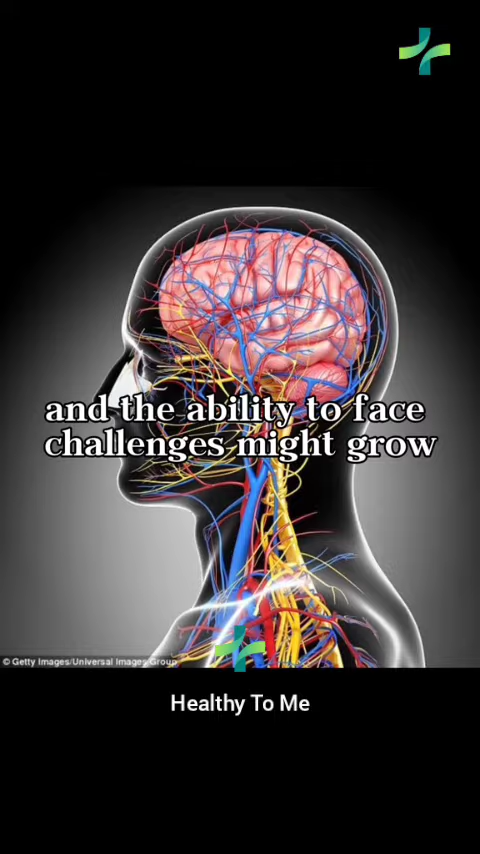 and the ability to face
challenges might grow
© Getty Images/Universal Images Group
Healthy To Me